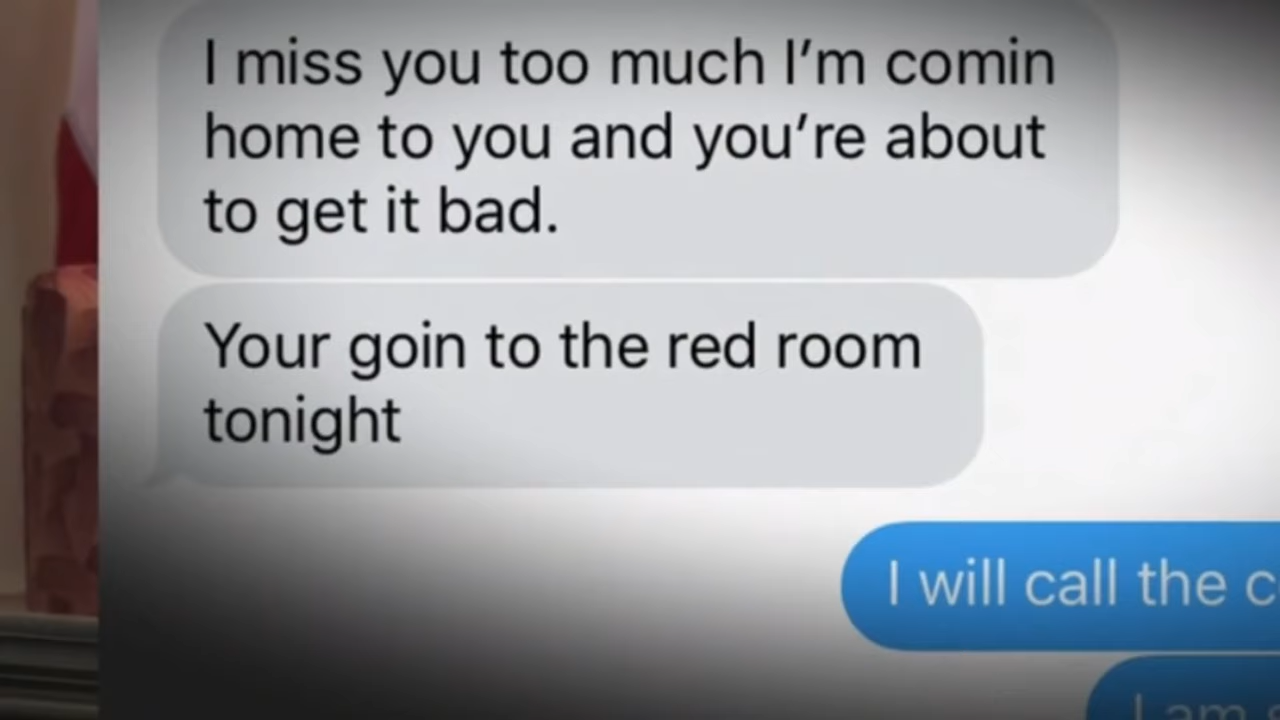 I miss you too much I’m comin
home to you and you’re about
to get it bad.
Your goin to the red room
tonight
I will call the
I am